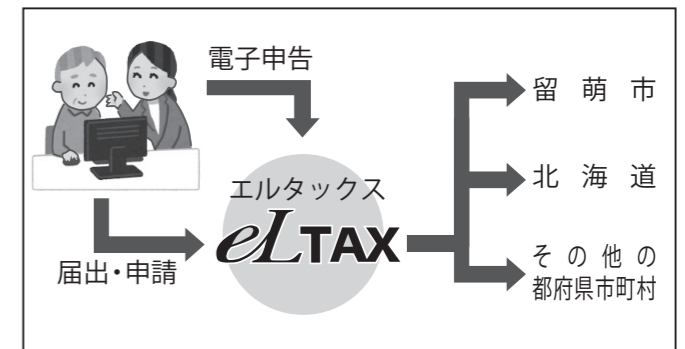 電子申告
エルタックス
eLTAX
届出・申請
留萌市
北海道
その他の
都府県市町村